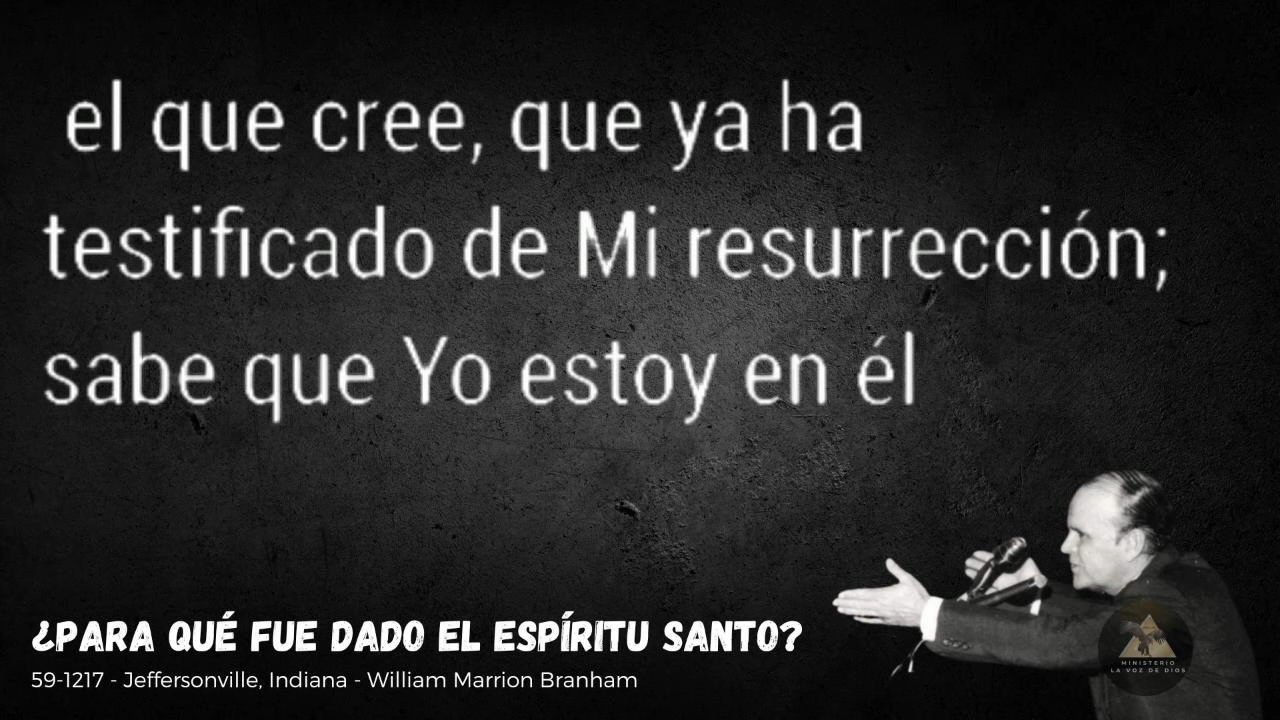 el que cree, que ya ha
testificado de Mi resurrección;
sabe que Yo estoy en él
¿PARA QUÉ FUE DADO EL ESPÍRITU SANTO?
59-1217 - Jeffersonville, Indiana - William Marrion Branham
MINISTERIO
LA VOZ DE DIOS